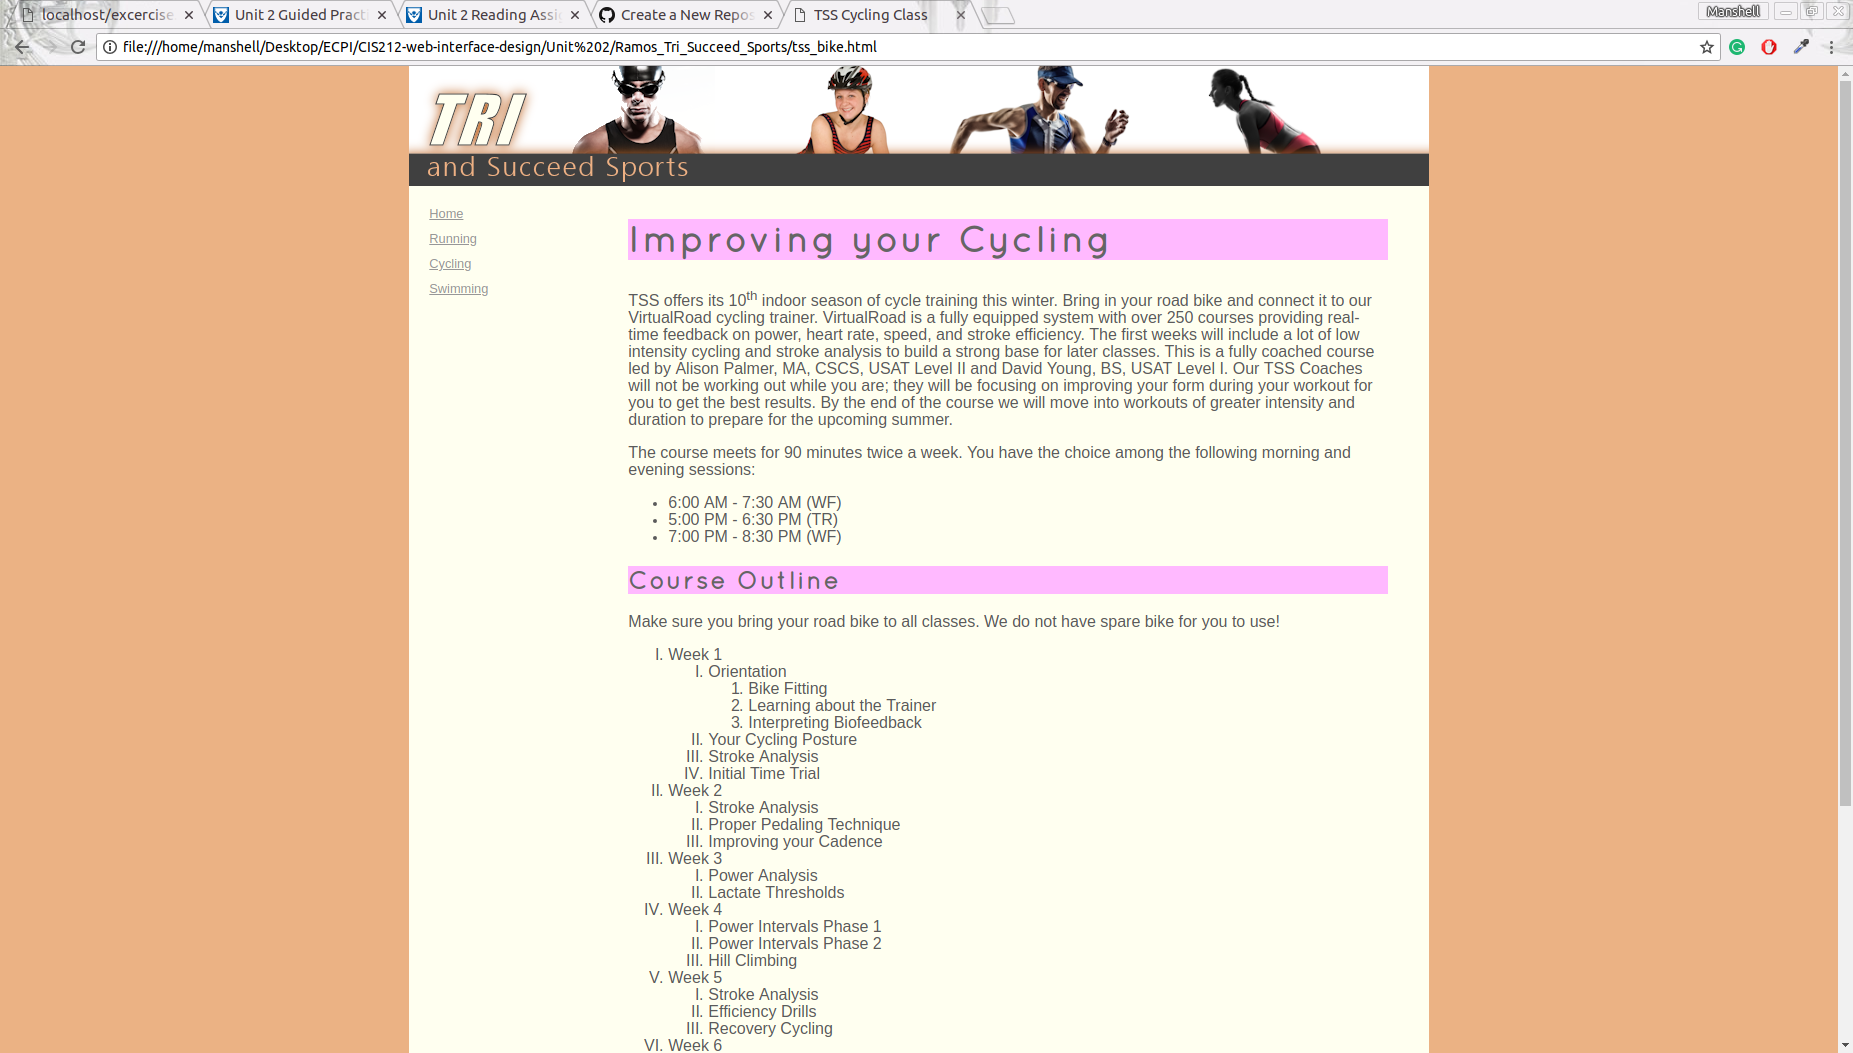 localhost/excercise
Unit 2 Guided Practi
Unit 2 Reading Assig
Create a New Repos
TSS Cycling Class
Manshell
file:///home/manshell/Desktop/ECPI/CIS212-web-interface-design/Unit%202/Ramos_Tri_Succeed_Sports/tss_bike.html
TRI
and Succeed Sports
Home
Running
Cycling
Swimming
Improving your Cycling
TSS offers its 10th indoor season of cycle training this winter. Bring in your road bike and connect it to our
VirtualRoad cycling trainer. VirtualRoad is a fully equipped system with over 250 courses providing real-
time feedback on power, heart rate, speed, and stroke efficiency. The first weeks will include a lot of low
intensity cycling and stroke analysis to build a strong base for later classes. This is a fully coached course
led by Alison Palmer, MA, CSCS, USAT Level II and David Young, BS, USAT Level I. Our TSS Coaches
will not be working out while you are; they will be focusing on improving your form during your workout for
you to get the best results. By the end of the course we will move into workouts of greater intensity and
duration to prepare for the upcoming summer.
The course meets for 90 minutes twice a week. You have the choice among the following morning and
evening sessions:
• 6:00 AM - 7:30 AM (WF)
• 5:00 PM - 6:30 PM (TR)
• 7:00 PM - 8:30 PM (WF)
Course Outline
Make sure you bring your road bike to all classes. We do not have spare bike for you to use!
I. Week 1
I. Orientation
1. Bike Fitting
2. Learning about the Trainer
3. Interpreting Biofeedback
II. Your Cycling Posture
III. Stroke Analysis
IV. Initial Time Trial
II. Week 2
I. Stroke Analysis
II. Proper Pedaling Technique
III. Improving your Cadence
III. Week 3
I. Power Analysis
II. Lactate Thresholds
IV. Week 4
I. Power Intervals Phase 1
II. Power Intervals Phase 2
III. Hill Climbing
V. Week 5
I. Stroke Analysis
II. Efficiency Drills
III. Recovery Cycling
VI. Week 6